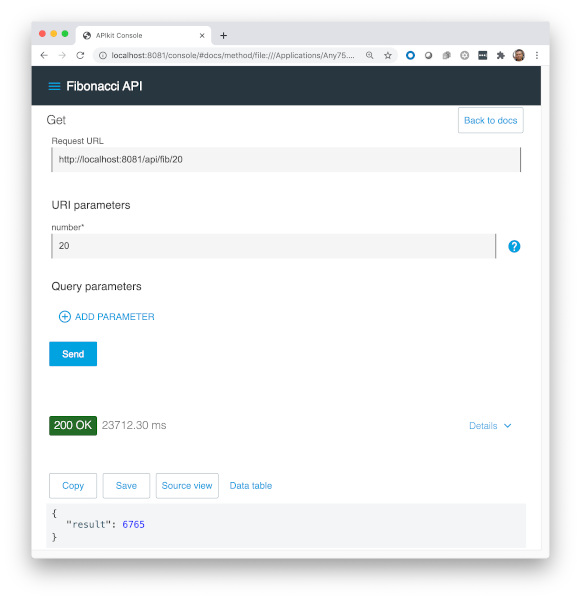 APIkit Console
localhost:8081/console/#docs/method/file:///Applications/Any75....
Fibonacci API
Get
Back to docs
Request URL
http://localhost:8081/api/fib/20
URI parameters
number*
20
?
Query parameters
ADD PARAMETER
Send
200 OK 23712.30 ms
Details
Copy Save Source view Data table
{
"result": 6765
}